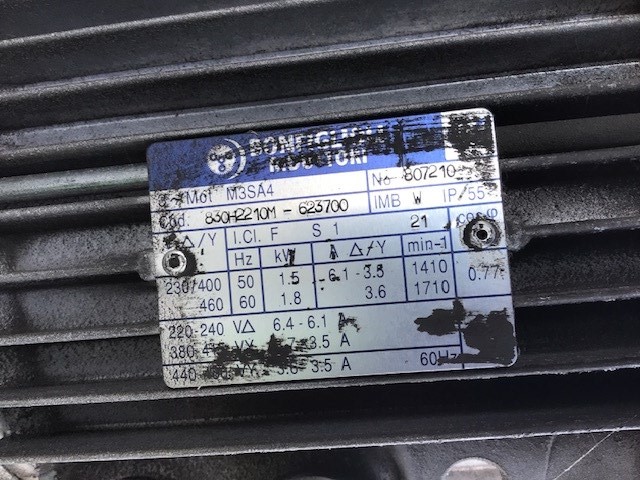 3~Mot M3SA4 No 807210
Cod. 830H2210M - 623700 IMB W IP 55
Δ/Y I.Cl. F S 1 21 cosφ
Hz kW A Δ/Y min-1
230/400 50 1.5 6.1 - 3.5 1410 0.77
460 60 1.8 3.6 1710
220-240 VΔ 6.4 - 6.1 A
380- 3.5 A
440- 3.5 A 60Hz